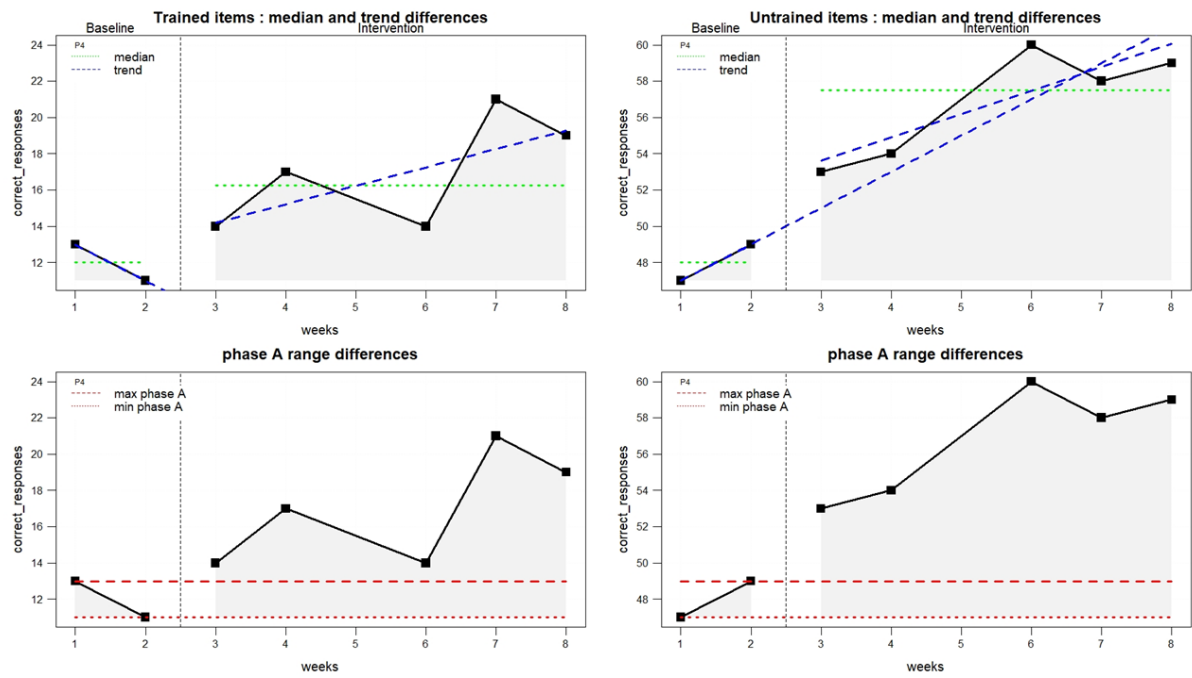 Trained items : median and trend differences
Baseline
Intervention
P4
median
trend
24
22
20
18
16
14
12
correct_responses
1
2
3
4
5
6
7
8
weeks
Untrained items : median and trend differences
Baseline
Intervention
P4
median
trend
60
58
56
54
52
50
48
correct_responses
1
2
3
4
5
6
7
8
weeks
phase A range differences
P4
max phase A
min phase A
24
22
20
18
16
14
12
correct_responses
1
2
3
4
5
6
7
8
weeks
phase A range differences
P4
max phase A
min phase A
60
58
56
54
52
50
48
correct_responses
1
2
3
4
5
6
7
8
weeks